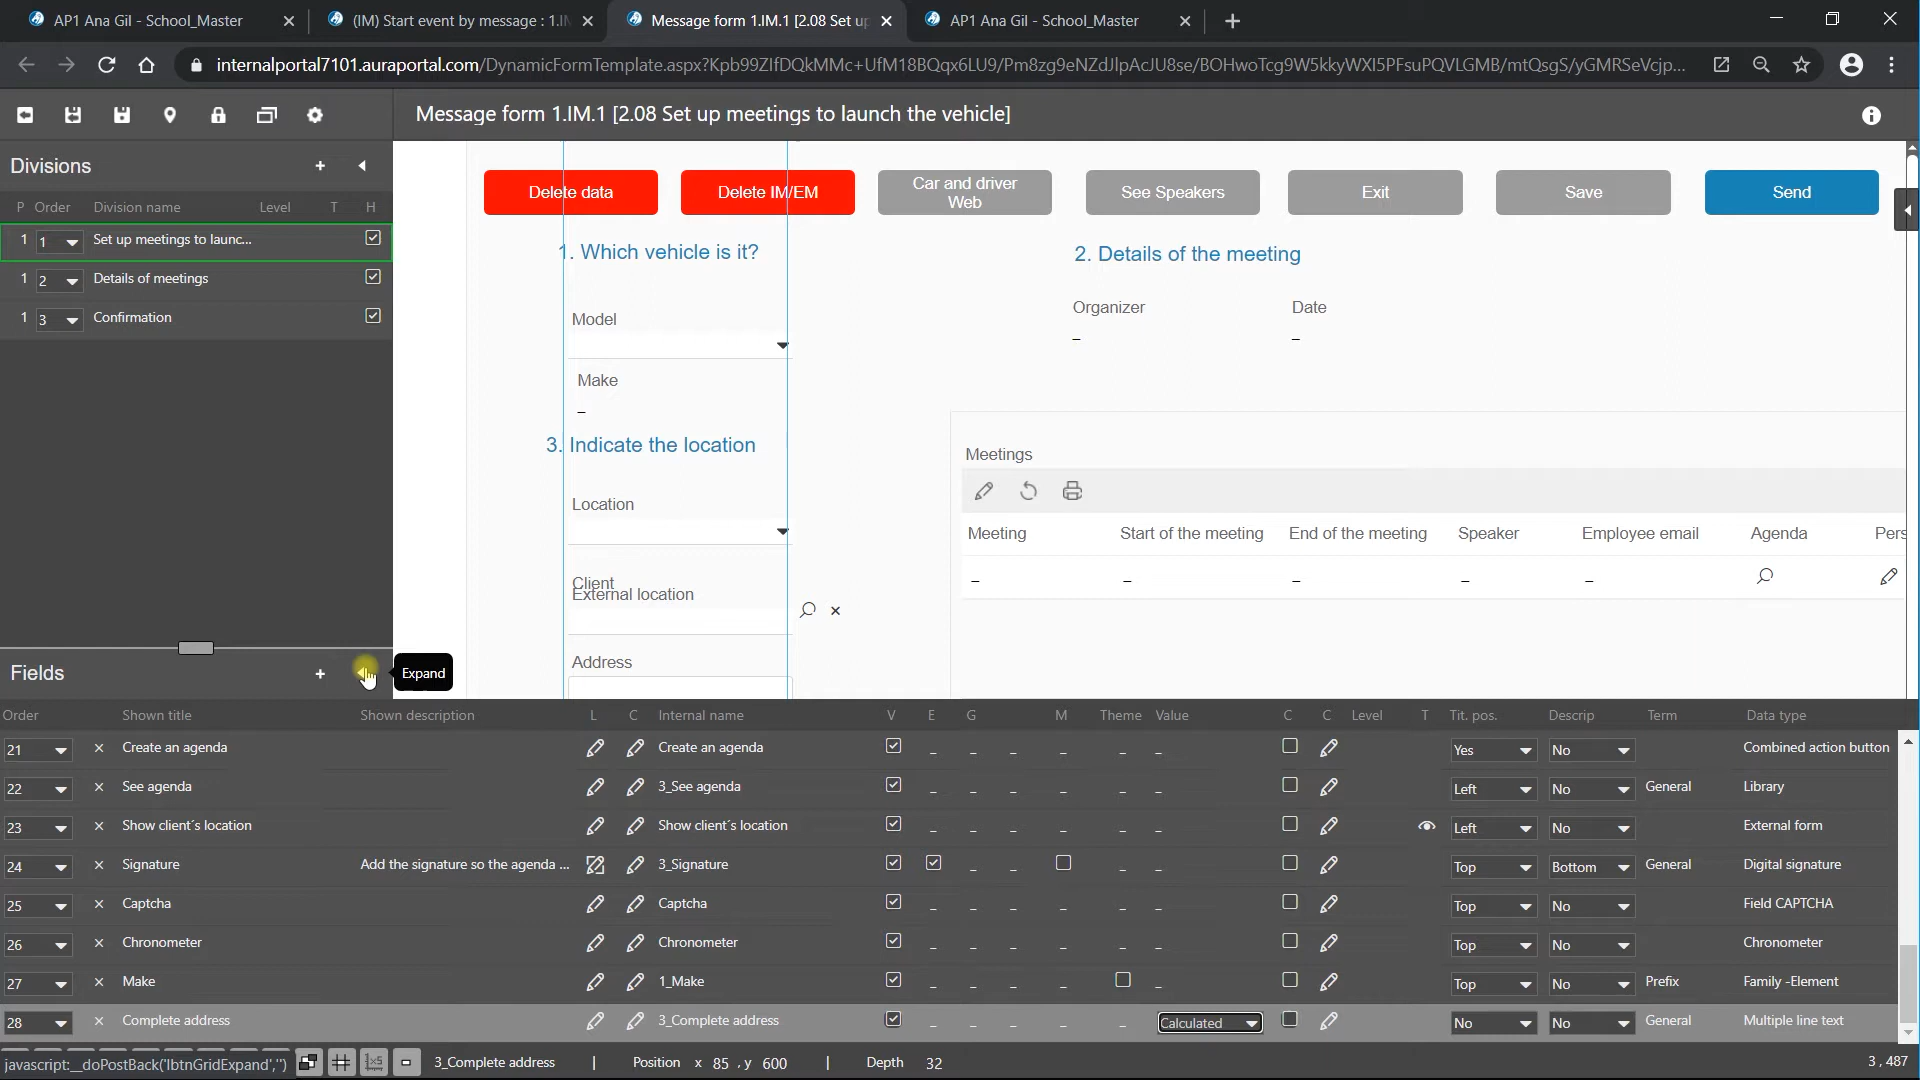 AP1 Ana Gil - School_Master
(IM) Start event by message : 1.IM
Message form 1.IM.1 [2.08 Set up
AP1 Ana Gil - School_Master
internalportal7101.auraportal.com/DynamicFormTemplate.aspx?
Message form 1.IM.1 [2.08 Set up meetings to launch the vehicle]
Divisions +
P Order Division name Level T H
1 1 Set up meetings to launc...
1 2 Details of meetings
1 3 Confirmation
Delete data Delete IM/EM Car and driver Web See Speakers Exit Save Send
1. Which vehicle is it?
2. Details of the meeting
Organizer Date
– –
Model
Make
–
3. Indicate the location
Meetings
Location
Meeting Start of the meeting End of the meeting Speaker Employee email Agenda Pers
– – – – –
Client
External location
Address
Fields +
Expand
Order Shown title Shown description L C Internal name V E G M Theme Value C C Level T Tit. pos. Descrip Term Data type
21 × Create an agenda Create an agenda – – – – – – Yes No Combined action button
22 × See agenda 3_See agenda – – – – – – Left No General Library
23 × Show client´s location Show client´s location – – – – – – Left No External form
24 × Signature Add the signature so the agenda ... 3_Signature – – – – Top Bottom General Digital signature
25 × Captcha Captcha – – – – – – Top No Field CAPTCHA
26 × Chronometer Chronometer – – – – – – Top No Chronometer
27 × Make 1_Make – – – – – Top No Prefix Family -Element
28 × Complete address 3_Complete address – – – – – Calculated No No General Multiple line text
javascript:__doPostBack('lbtnGridExpand','') 3_Complete address | Position x 85 ,y 600 | Depth 32 3 , 487